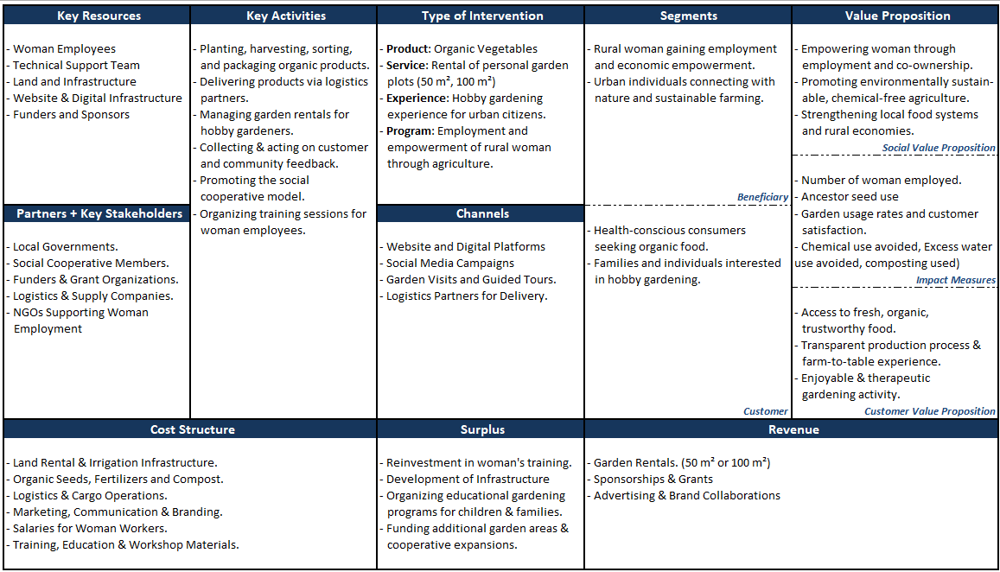 Key Resources
- Woman Employees
- Technical Support Team
- Land and Infrastructure
- Website & Digital Infrastructure
- Funders and Sponsors
Partners + Key Stakeholders
- Local Governments.
- Social Cooperative Members.
- Funders & Grant Organizations.
- Logistics & Supply Companies.
- NGOs Supporting Woman
Employment
Key Activities
- Planting, harvesting, sorting,
and packaging organic products.
- Delivering products via logistics
partners.
- Managing garden rentals for
hobby gardeners.
- Collecting & acting on customer
and community feedback.
- Promoting the social
cooperative model.
- Organizing training sessions for
woman employees.
Type of Intervention
- Product: Organic Vegetables
- Service: Rental of personal garden
plots (50 m², 100 m²)
- Experience: Hobby gardening
experience for urban citizens.
- Program: Employment and
empowerment of rural woman
through agriculture.
Channels
- Website and Digital Platforms
- Social Media Campaigns
- Garden Visits and Guided Tours.
- Logistics Partners for Delivery.
Segments
- Rural woman gaining employment
and economic empowerment.
- Urban individuals connecting with
nature and sustainable farming.
Beneficiary
- Health-conscious consumers
seeking organic food.
- Families and individuals interested
in hobby gardening.
Customer
Value Proposition
- Empowering woman through
employment and co-ownership.
- Promoting environmentally sustain-
able, chemical-free agriculture.
- Strengthening local food systems
and rural economies.
Social Value Proposition
- Number of woman employed.
- Ancestor seed use
- Garden usage rates and customer
satisfaction.
- Chemical use avoided, Excess water
use avoided, composting used)
Impact Measures
- Access to fresh, organic,
trustworthy food.
- Transparent production process &
farm-to-table experience.
- Enjoyable & therapeutic
gardening activity.
Customer Value Proposition
Cost Structure
- Land Rental & Irrigation Infrastructure.
- Organic Seeds, Fertilizers and Compost.
- Logistics & Cargo Operations.
- Marketing, Communication & Branding.
- Salaries for Woman Workers.
- Training, Education & Workshop Materials.
Surplus
- Reinvestment in woman's training.
- Development of Infrastructure
- Organizing educational gardening
programs for children & families.
- Funding additional garden areas &
cooperative expansions.
Revenue
- Garden Rentals. (50 m² or 100 m²)
- Sponsorships & Grants
- Advertising & Brand Collaborations